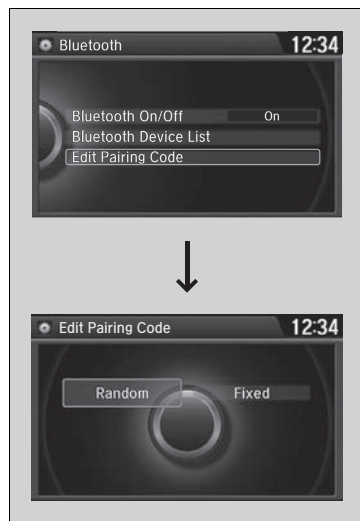 Bluetooth 12:34
Bluetooth On/Off On
Bluetooth Device List
Edit Pairing Code
Edit Pairing Code 12:34
Random Fixed